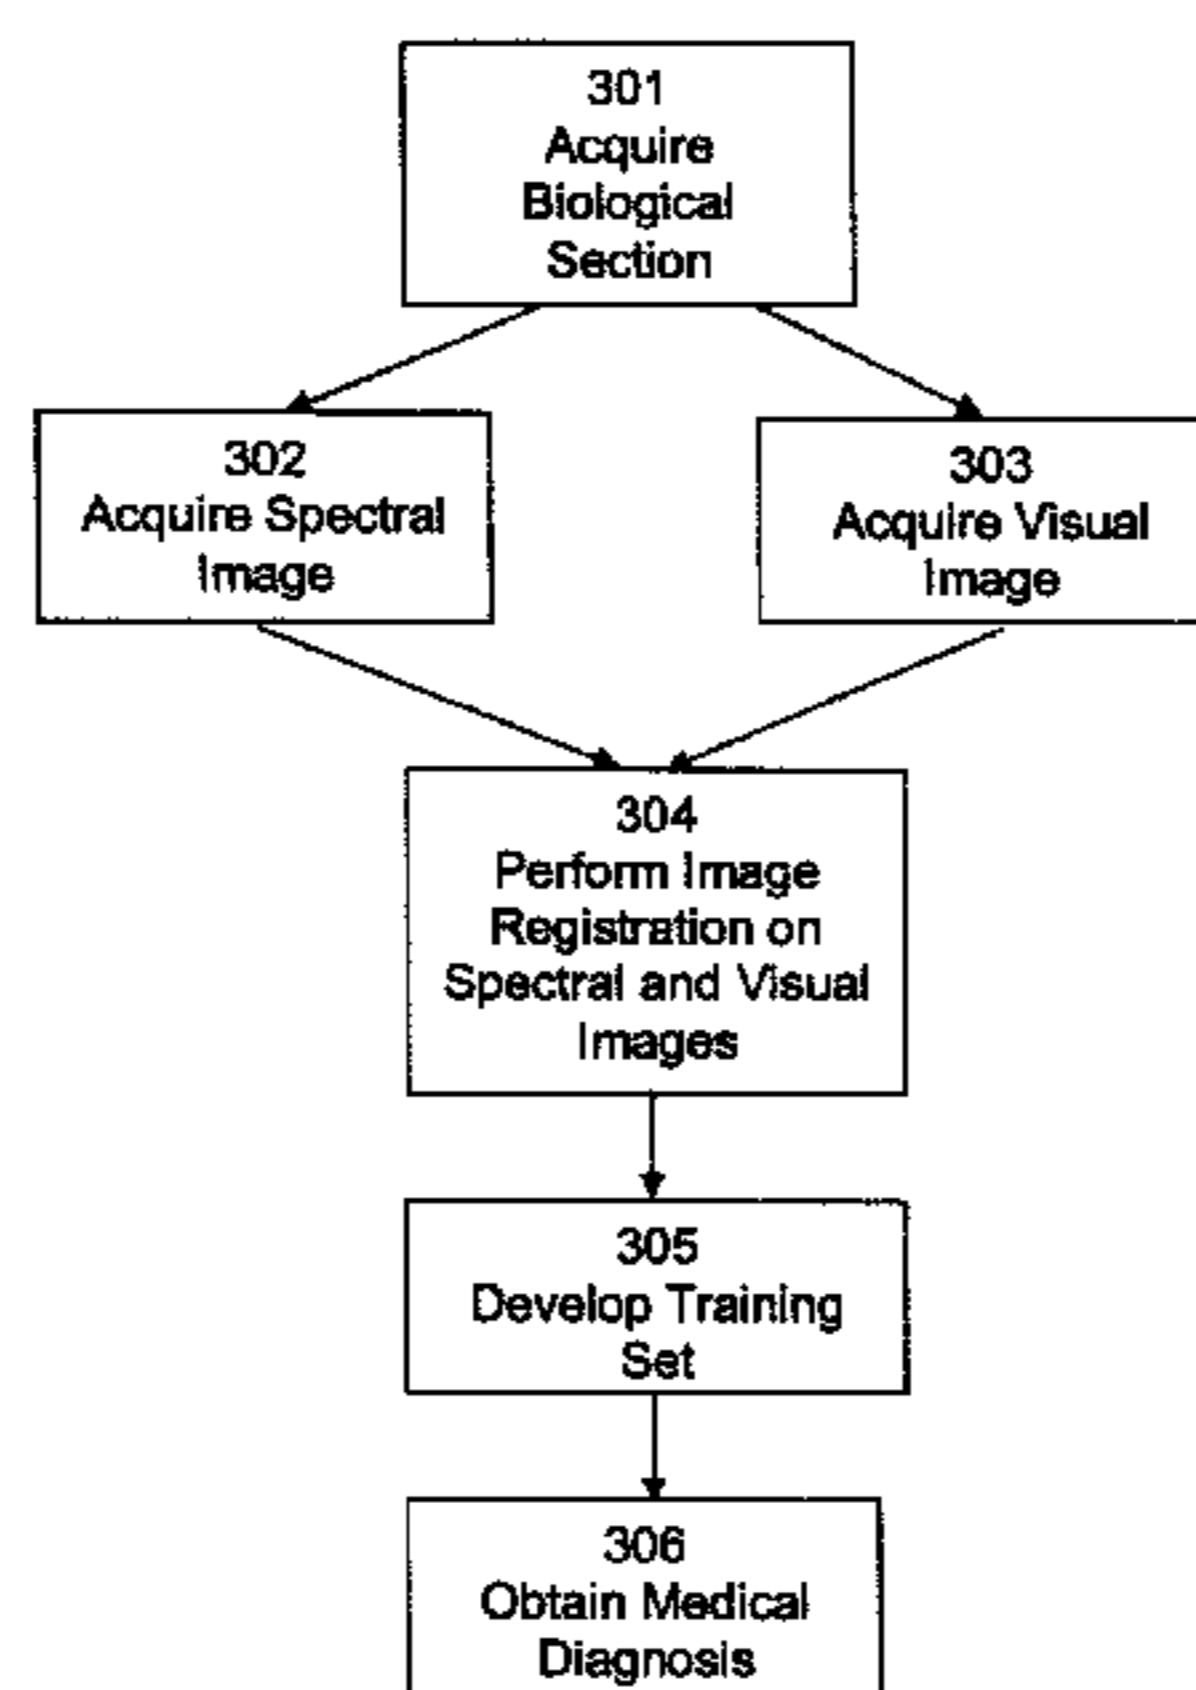 301
Acquire
Biological
Section
302
Acquire Spectral
Image
303
Acquire Visual
Image
304
Perform Image
Registration on
Spectral and Visual
Images
305
Develop Training
Set
306
Obtain Medical
Diagnosis